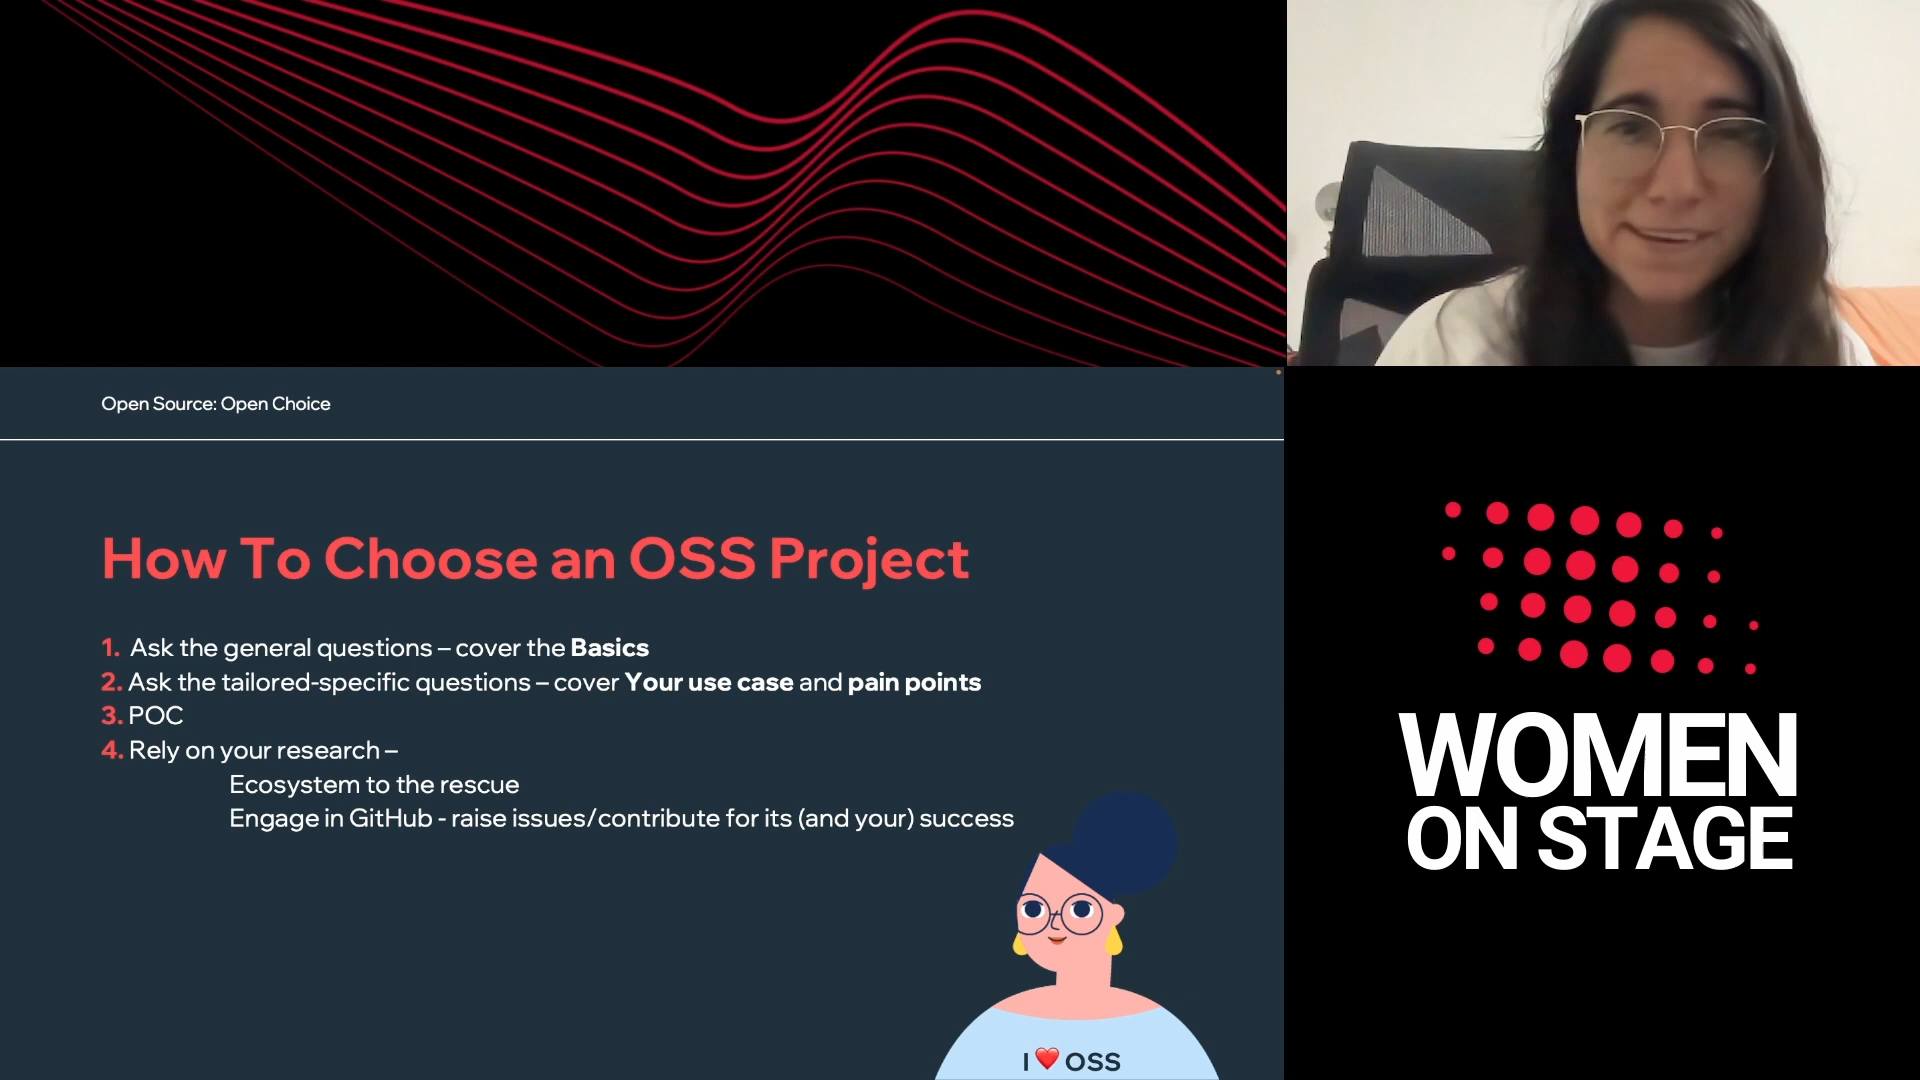 Open Source: Open Choice
How To Choose an OSS Project
1. Ask the general questions – cover the Basics
2. Ask the tailored-specific questions – cover Your use case and pain points
3. POC
4. Rely on your research –
Ecosystem to the rescue
Engage in GitHub - raise issues/contribute for its (and your) success
I ❤️ OSS
WOMEN
ON STAGE